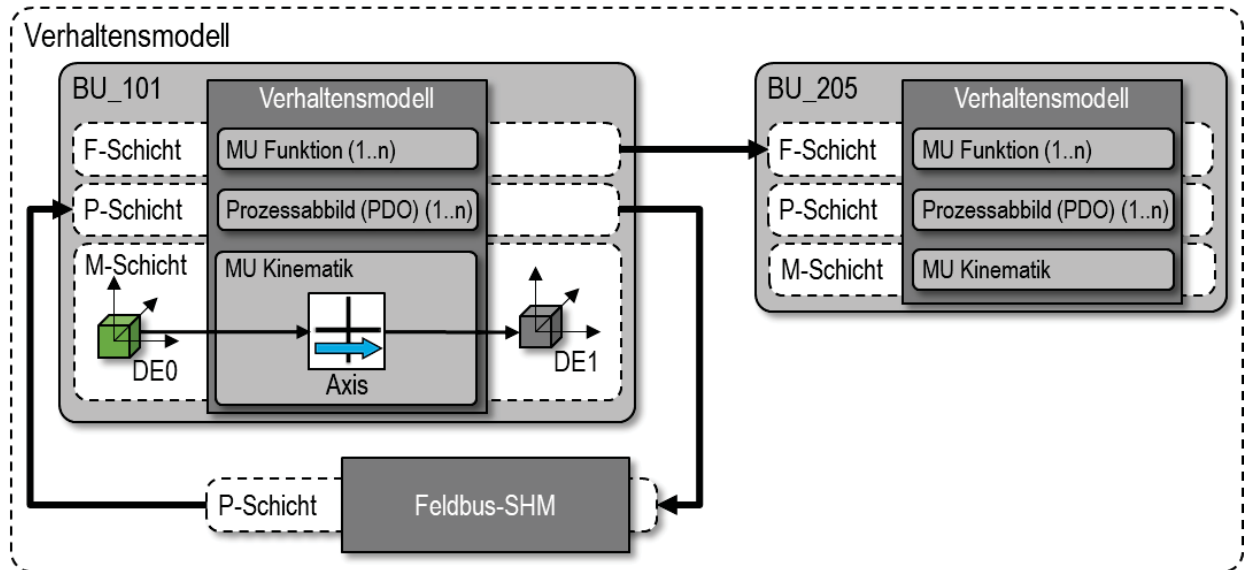 Verhaltensmodell
BU_101
Verhaltensmodell
F-Schicht
MU Funktion (1..n)
P-Schicht
Prozessabbild (PDO) (1..n)
M-Schicht
MU Kinematik
DE0
Axis
DE1
BU_205
Verhaltensmodell
F-Schicht
MU Funktion (1..n)
P-Schicht
Prozessabbild (PDO) (1..n)
M-Schicht
MU Kinematik
P-Schicht
Feldbus-SHM